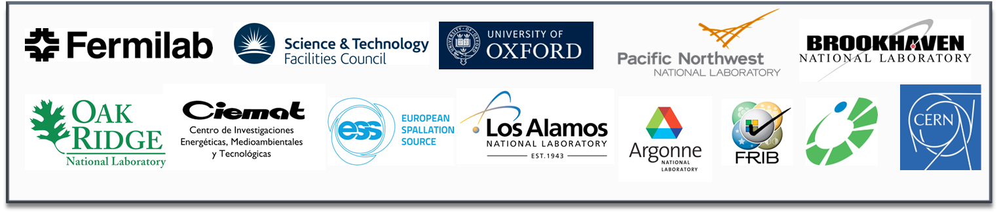 Fermilab
Science & Technology
Facilities Council
UNIVERSITY OF
OXFORD
Pacific Northwest
NATIONAL LABORATORY
BROOKHAVEN
NATIONAL LABORATORY
OAK
RIDGE
National Laboratory
Ciemat
Centro de Investigaciones
Energéticas, Medioambientales
y Tecnológicas
ess
EUROPEAN
SPALLATION
SOURCE
Los Alamos
NATIONAL LABORATORY
EST.1943
Argonne
NATIONAL
LABORATORY
FRIB
CERN